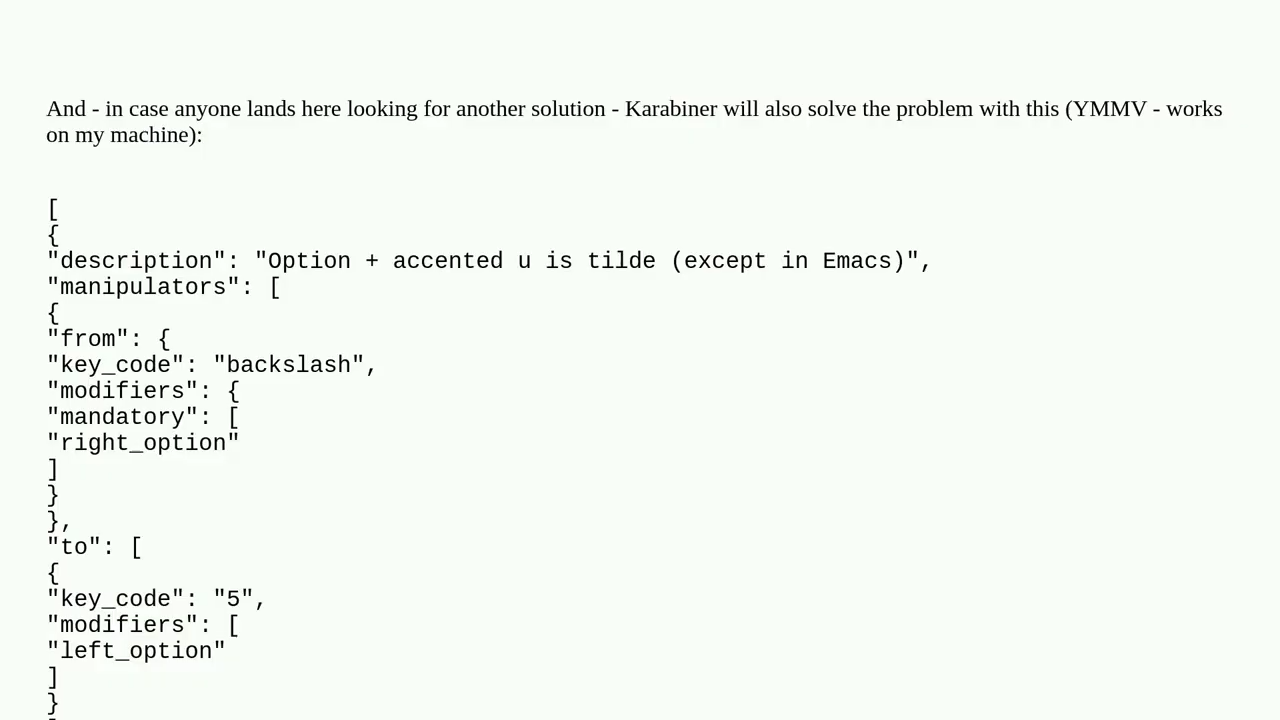 And - in case anyone lands here looking for another solution - Karabiner will also solve the problem with this (YMMV - works
on my machine):
[
{
"description": "Option + accented u is tilde (except in Emacs)",
"manipulators": [
{
"from": {
"key_code": "backslash",
"modifiers": {
"mandatory": [
"right_option"
]
}
},
"to": [
{
"key_code": "5",
"modifiers": [
"left_option"
]
}